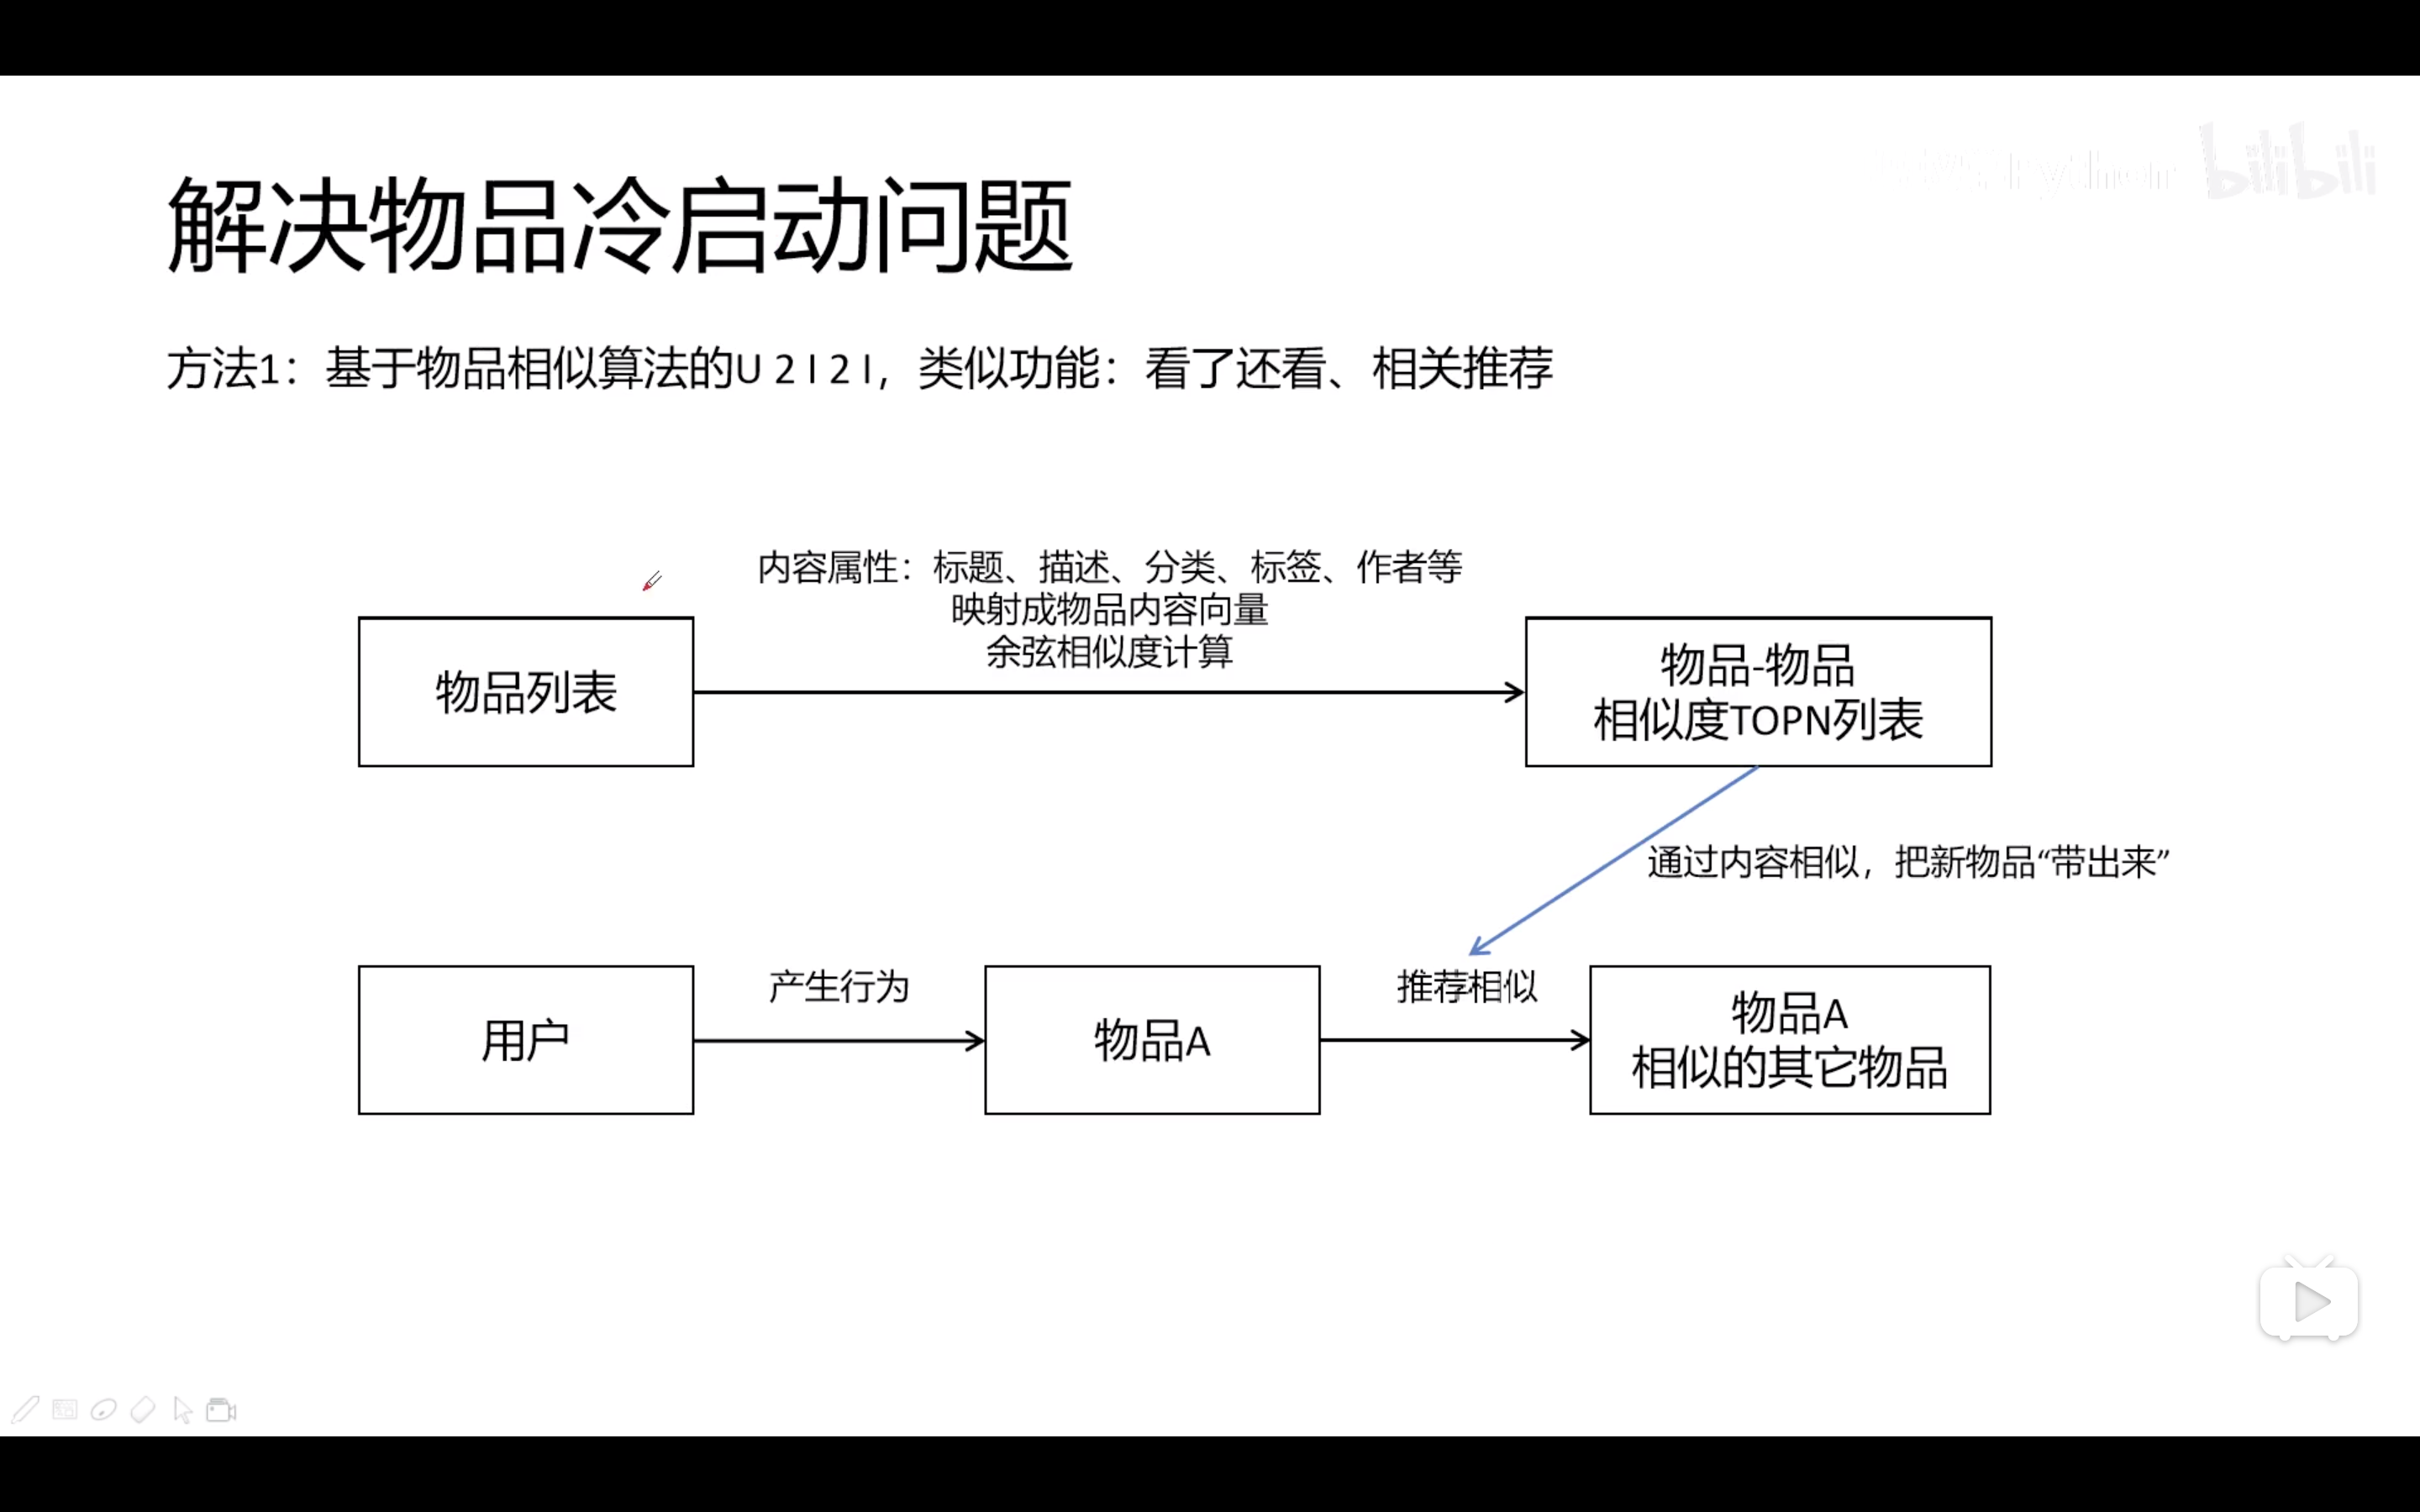 解决物品冷启动问题
方法1：基于物品相似算法的U 2 I 2 I，类似功能：看了还看、相关推荐
内容属性：标题、描述、分类、标签、作者等
映射成物品内容向量
余弦相似度计算
物品列表
物品-物品
相似度TOPN列表
通过内容相似，把新物品“带出来”
用户
产生行为
物品A
推荐相似
物品A
相似的其它物品
Python
bilibili